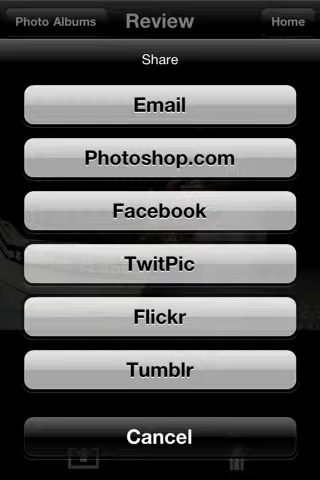 Photo Albums
Review
Home
Share
Email
Photoshop.com
Facebook
TwitPic
Flickr
Tumblr
Cancel